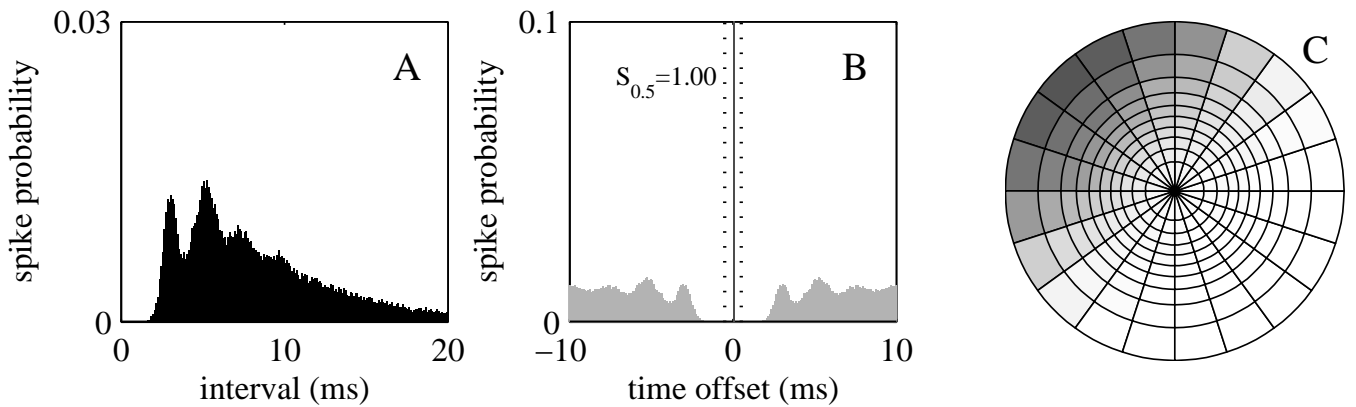 0.03
A
spike probability
0
0
10
20
interval (ms)
0.1
B
S0.5=1.00
spike probability
0
−10
0
10
time offset (ms)
C